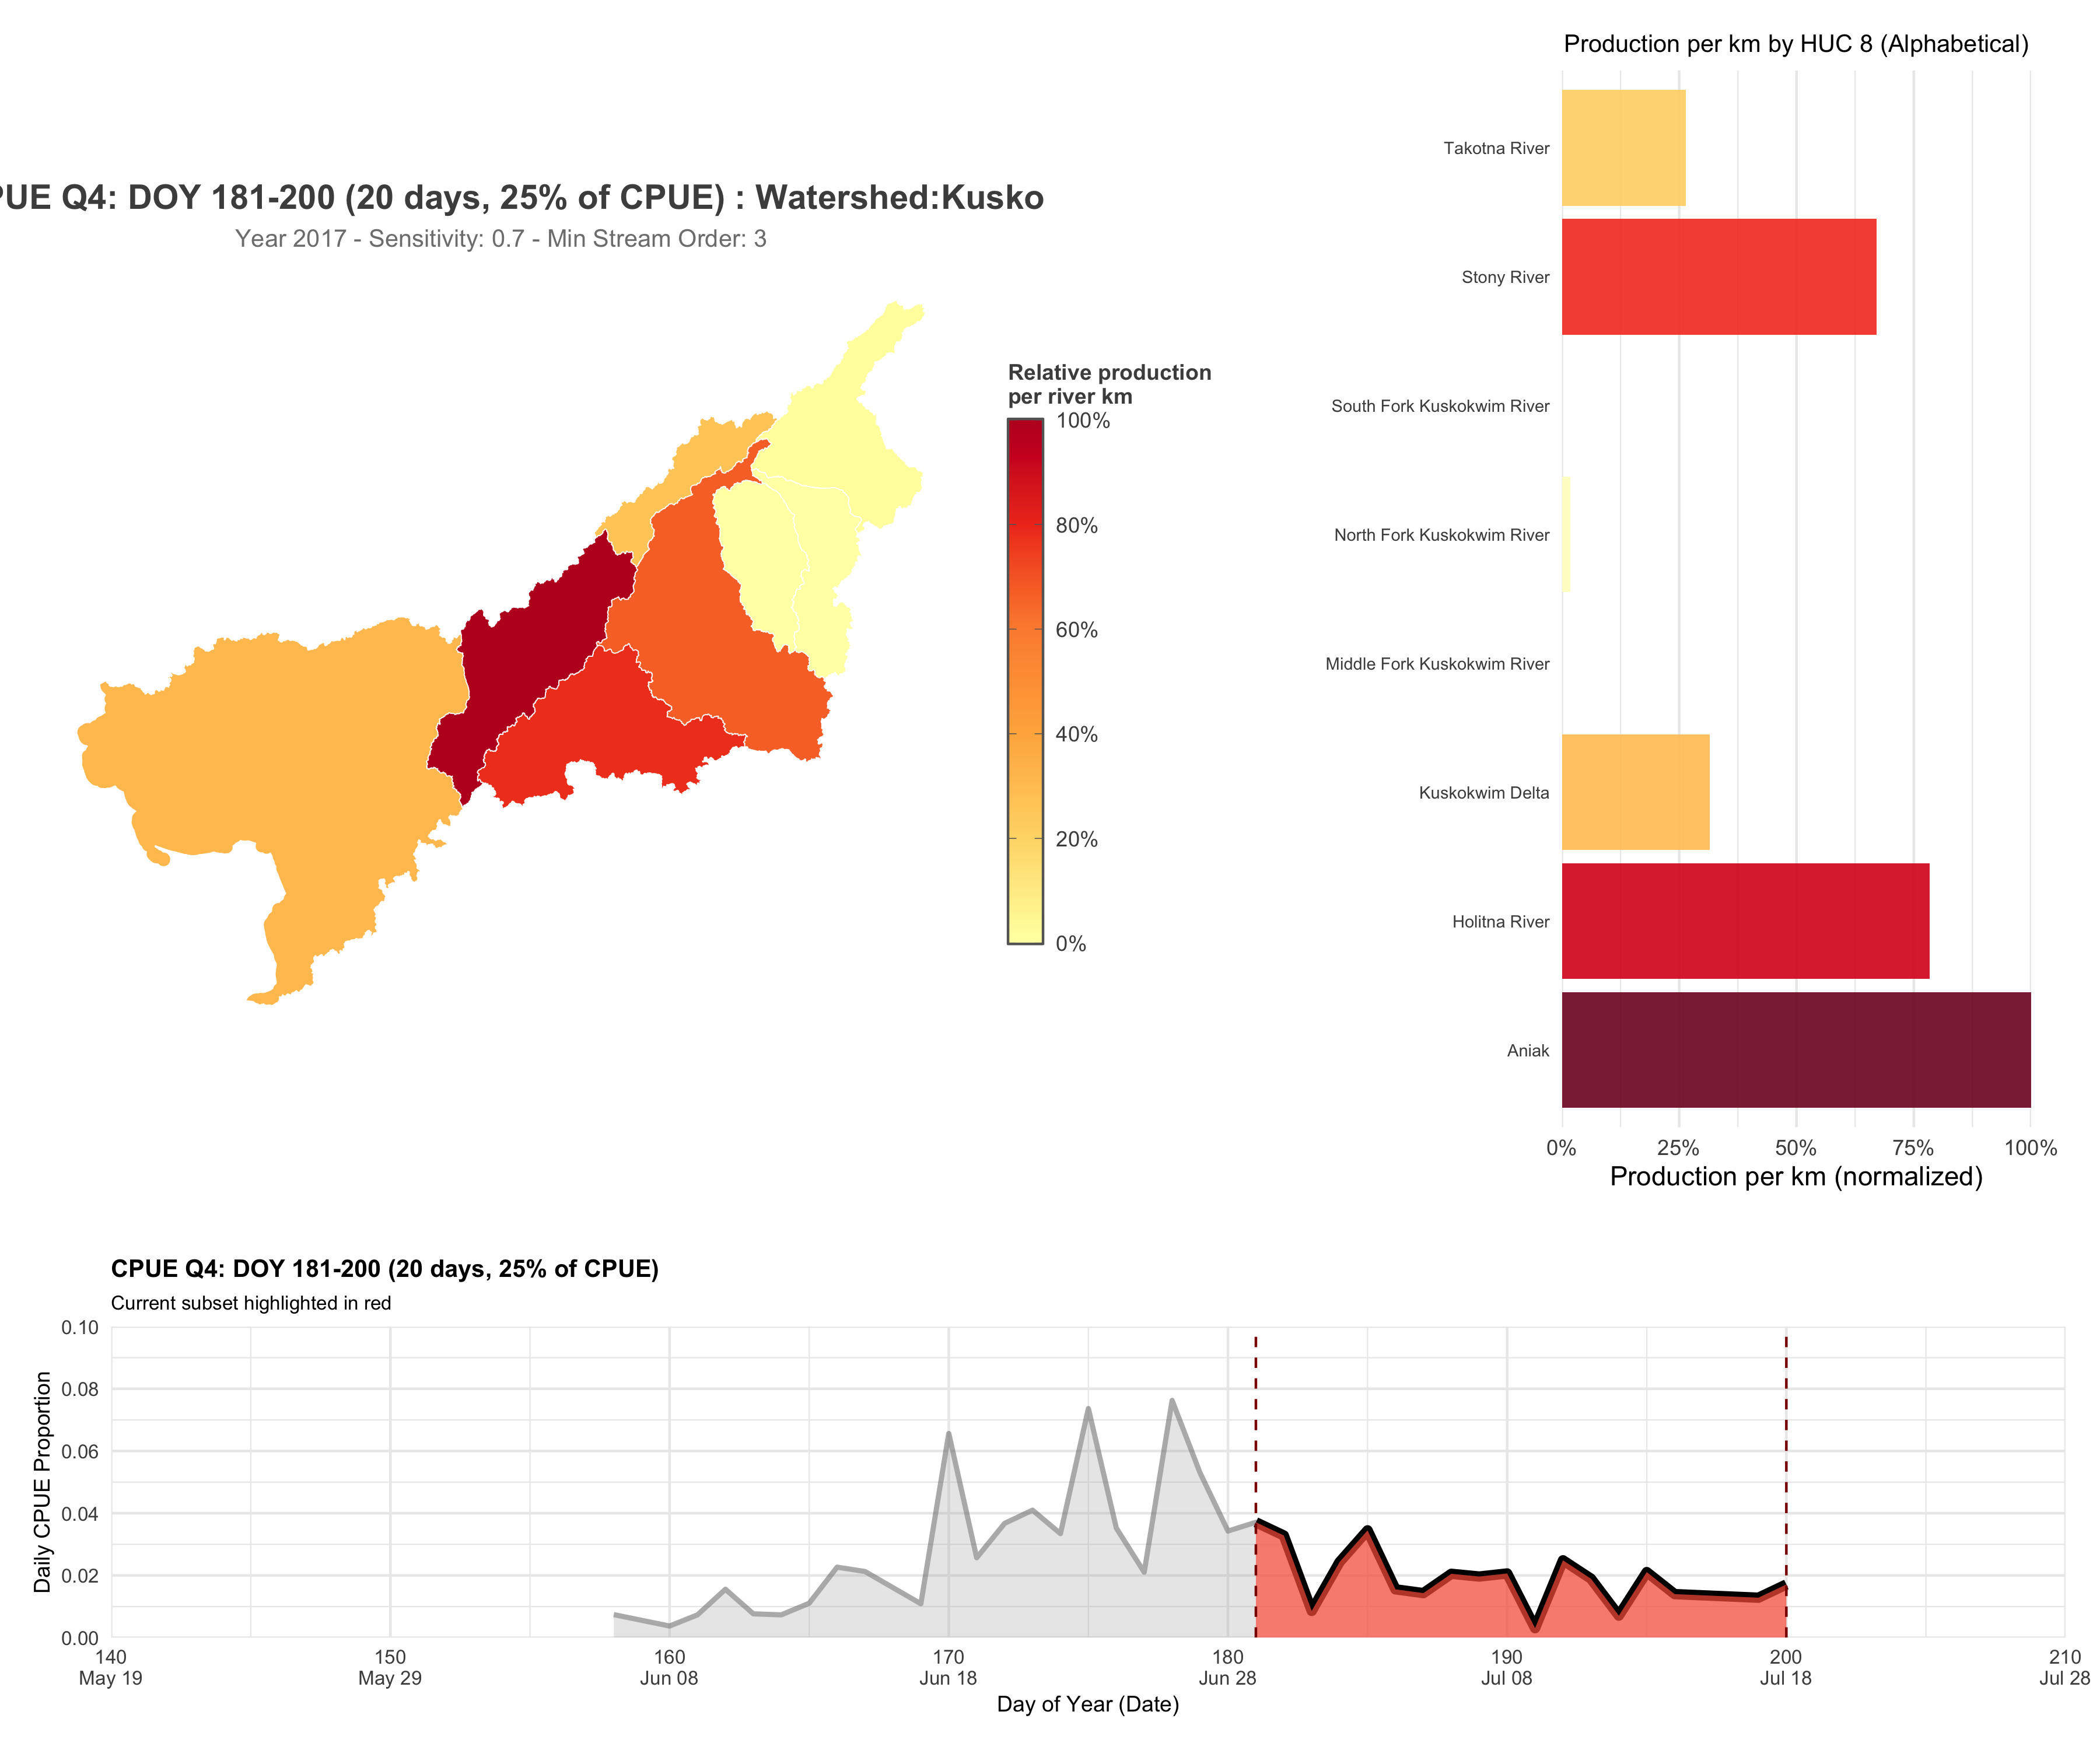 PUE Q4: DOY 181-200 (20 days, 25% of CPUE) : Watershed:Kusko
Year 2017 - Sensitivity: 0.7 - Min Stream Order: 3
Relative production
per river km
100%
80%
60%
40%
20%
0%
Production per km by HUC 8 (Alphabetical)
Takotna River
Stony River
South Fork Kuskokwim River
North Fork Kuskokwim River
Middle Fork Kuskokwim River
Kuskokwim Delta
Holitna River
Aniak
0% 25% 50% 75% 100%
Production per km (normalized)
CPUE Q4: DOY 181-200 (20 days, 25% of CPUE)
Current subset highlighted in red
Daily CPUE Proportion
0.10
0.08
0.06
0.04
0.02
0.00
140 150 160 170 180 190 200 210
May 19 May 29 Jun 08 Jun 18 Jun 28 Jul 08 Jul 18 Jul 28
Day of Year (Date)